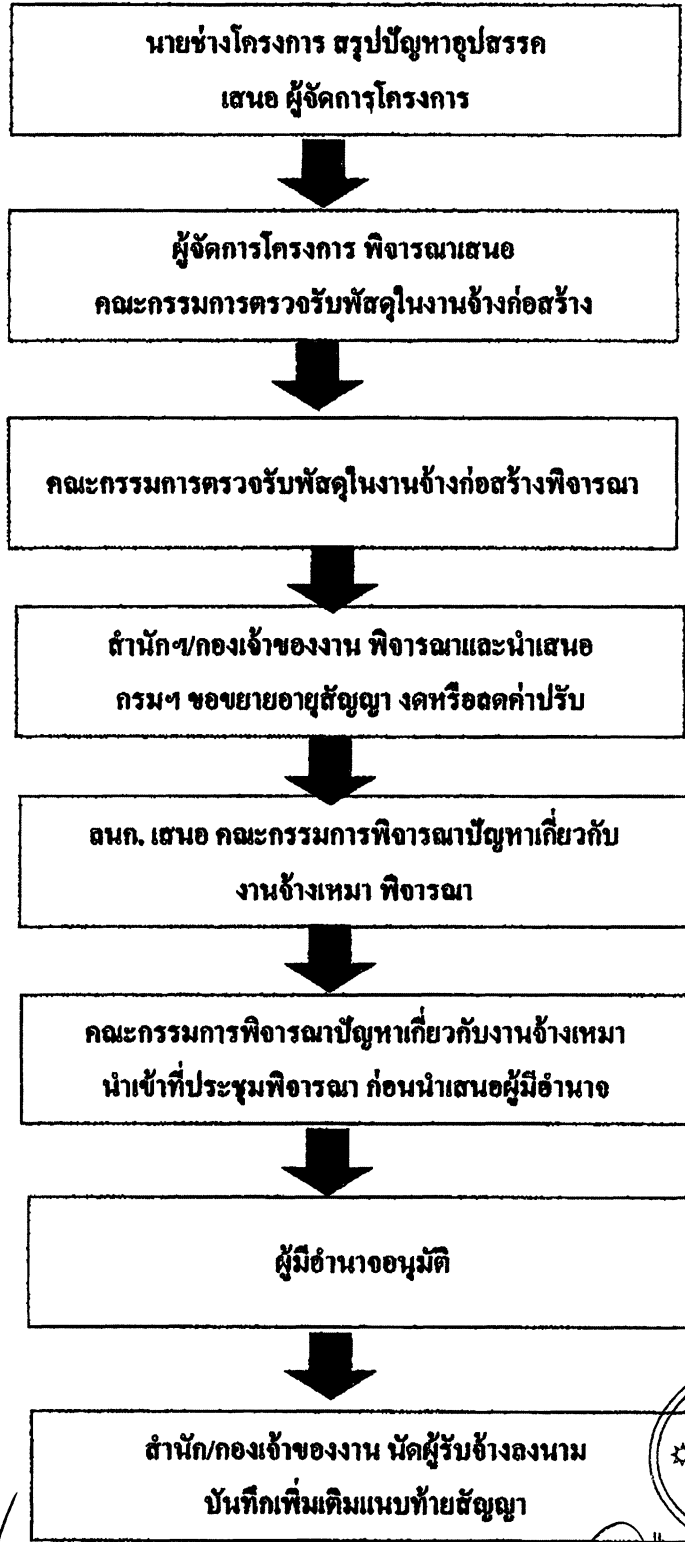 นายช่างโครงการ สรุปปัญหาอุปสรรค
เสนอ ผู้จัดการโครงการ
ผู้จัดการโครงการ พิจารณาเสนอ
คณะกรรมการตรวจรับพัสดุในงานจ้างก่อสร้าง
คณะกรรมการตรวจรับพัสดุในงานจ้างก่อสร้างพิจารณา
สำนักฯ/กองเจ้าของงาน พิจารณาและนำเสนอ
กรมฯ ขอขยายอายุสัญญา งดหรือลดค่าปรับ
ลนก. เสนอ คณะกรรมการพิจารณาปัญหาเกี่ยวกับ
งานจ้างเหมา พิจารณา
คณะกรรมการพิจารณาปัญหาเกี่ยวกับงานจ้างเหมา
นำเข้าที่ประชุมพิจารณา ก่อนนำเสนอผู้มีอำนาจ
ผู้มีอำนาจอนุมัติ
สำนัก/กองเจ้าของงาน นัดผู้รับจ้างลงนาม
บันทึกเพิ่มเติมแนบท้ายสัญญา